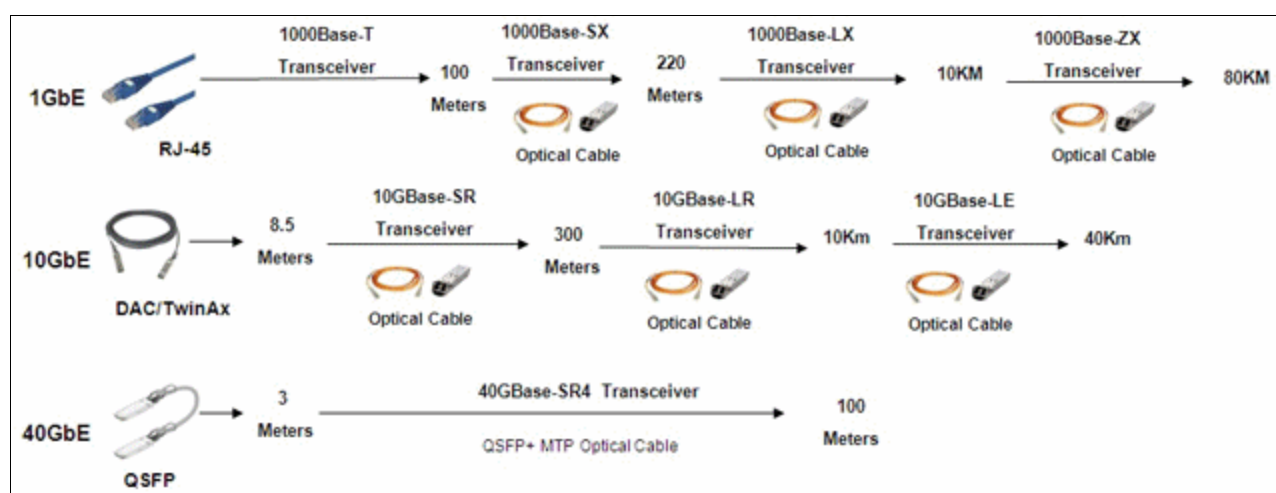 1000Base-T
Transceiver
100
Meters
1000Base-SX
Transceiver
Optical Cable
220
Meters
1000Base-LX
Transceiver
Optical Cable
10KM
1000Base-ZX
Transceiver
Optical Cable
80KM
1GbE
RJ-45
10GbE
DAC/TwinAx
8.5
Meters
10GBase-SR
Transceiver
Optical Cable
300
Meters
10GBase-LR
Transceiver
Optical Cable
10Km
10GBase-LE
Transceiver
Optical Cable
40Km
40GbE
QSFP
3
Meters
40GBase-SR4 Transceiver
QSFP+ MTP Optical Cable
100
Meters